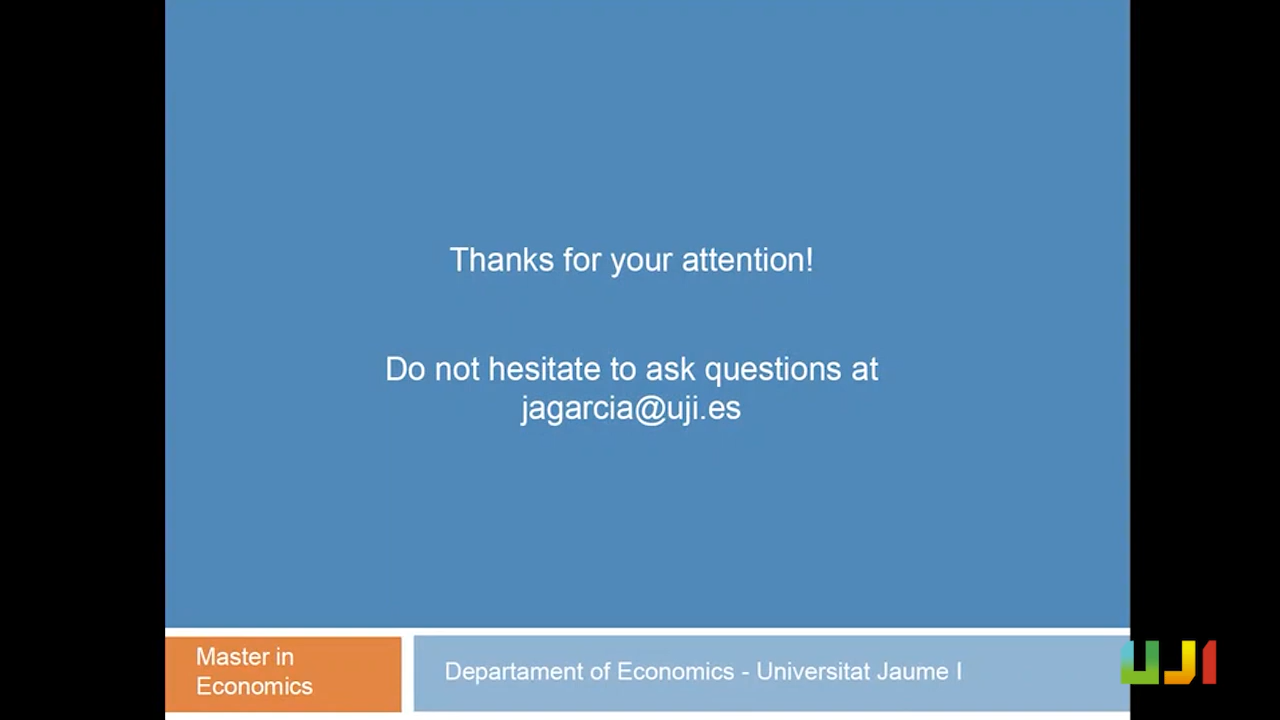 Thanks for your attention!
Do not hesitate to ask questions at
jagarcia@uji.es
Master in
Economics
Departament of Economics - Universitat Jaume I
UJI